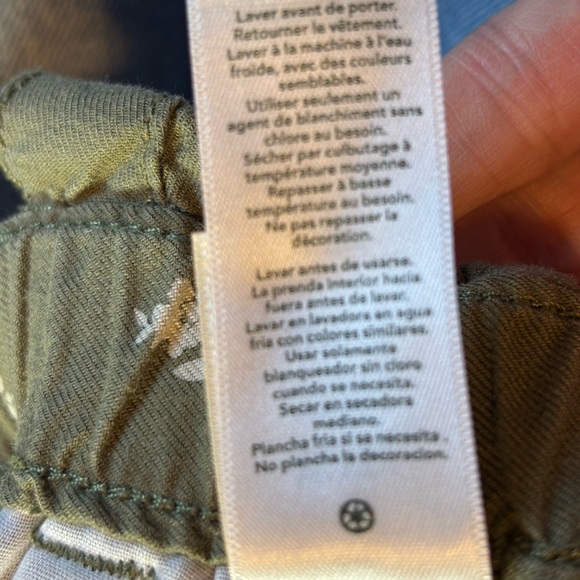 Laver avant de porter.
Retourner le vêtement.
Laver à la machine à l'eau
froide, avec des couleurs
semblables.
Utiliser seulement un
agent de blanchiment sans
chlore au besoin.
Sécher par culbutage à
température moyenne.
Repasser à basse
température au besoin.
Ne pas repasser la
décoration.
Lavar antes de usarse.
La prenda interior hacia
fuera antes de lavar.
Lavar en lavadora en agua
fria con colores similares.
Usar solamante
blanqueador sin cloro
cuando se necesita.
Secar en secadora
mediano.
Plancha fria si se necesita .
No plancha la decoracion.